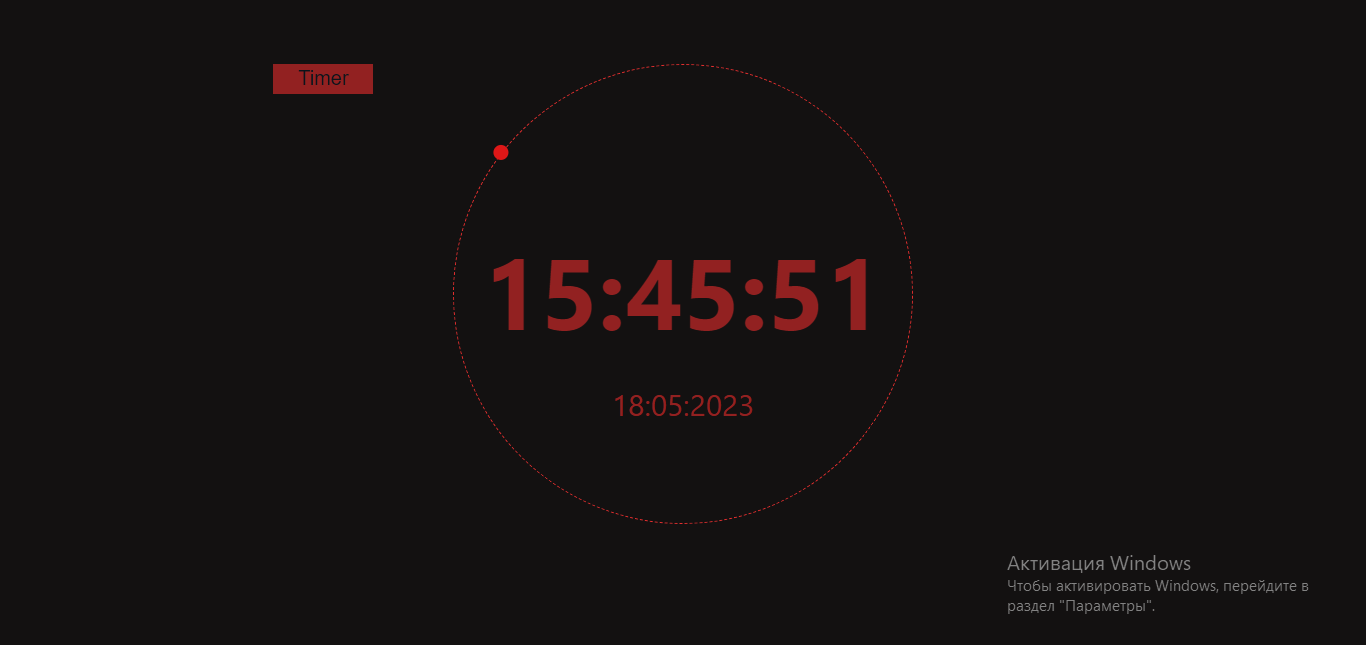 Timer
15:45:51
18:05:2023
Активация Windows
Чтобы активировать Windows, перейдите в
раздел "Параметры".